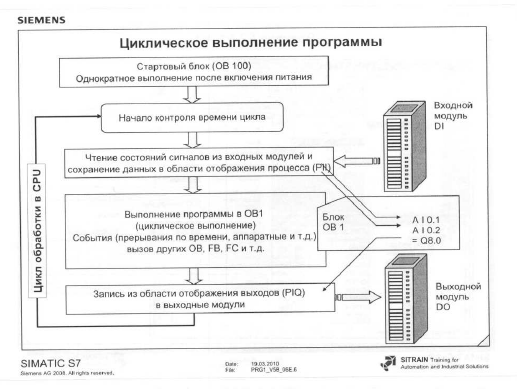 SIEMENS
Циклическое выполнение программы
Стартовый блок (OB 100)
Однократное выполнение после включения питания
Начало контроля времени цикла
Входной
модуль
DI
Чтение состояний сигналов из входных модулей и
сохранение данных в области отображения процесса (PII)
Цикл обработки в CPU
Выполнение программы в OB1
(циклическое выполнение)
События (прерывания по времени, аппаратные и т.д.)
вызов других OB, FB, FC и т.д.
Блок
OB 1
A I 0.1
A I 0.2
= Q8.0
Запись из области отображения выходов (PIQ)
в выходные модули
Выходной
модуль
DO
SIMATIC S7
Siemens AG 2008. All rights reserved.
Date: 19.03.2010
File: PRG1_V58_05E.6
SITRAIN Training for
Automation and Industrial Solutions